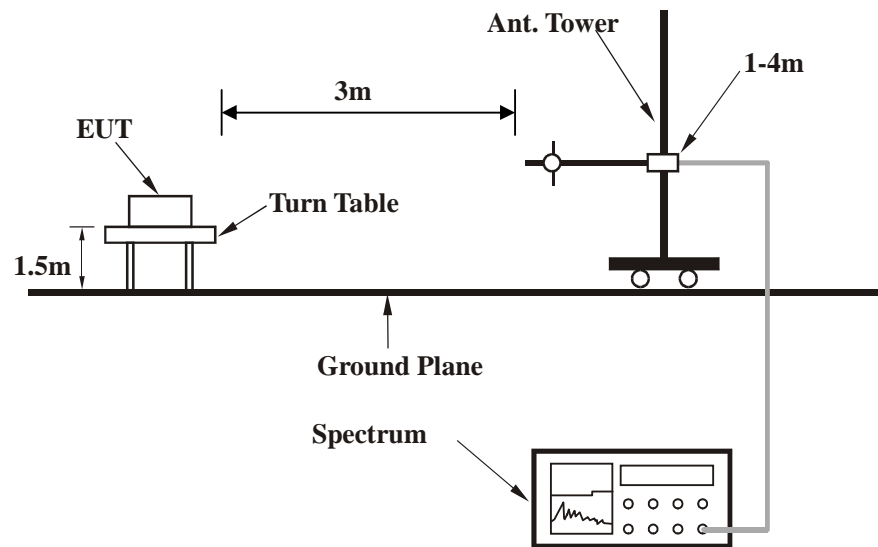 Ant. Tower
1-4m
3m
EUT
Turn Table
1.5m
Ground Plane
Spectrum